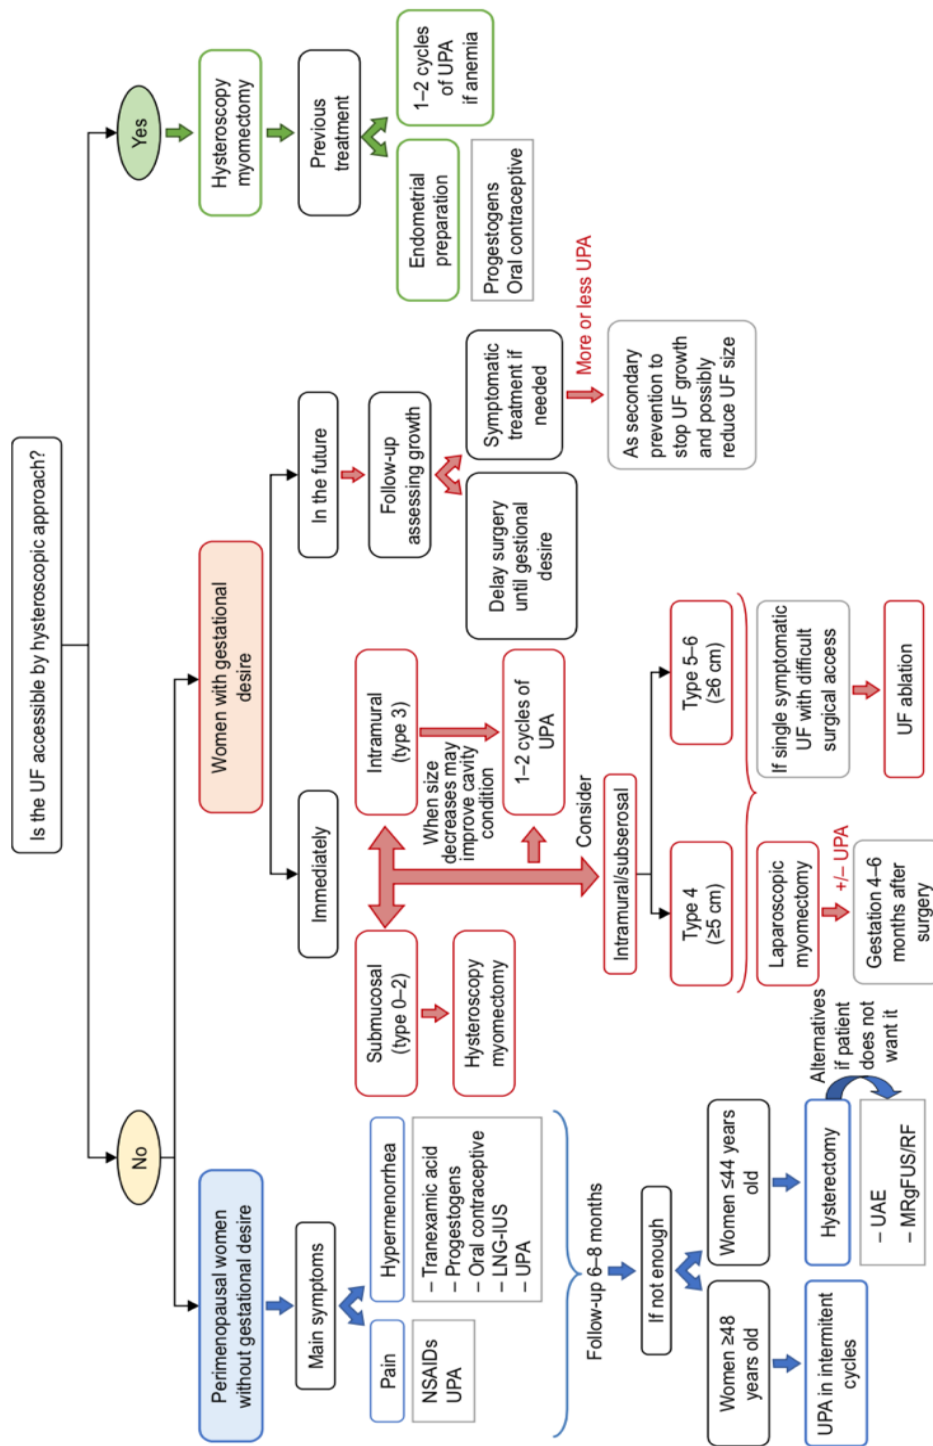 Is the UF accessible by hysteroscopic approach?
No
Yes
Perimenopausal women
without gestational desire
Main symptoms
Pain
NSAIDs
UPA
Hypermenorrhea
– Tranexamic acid
– Progestogens
– Oral contraceptive
– LNG-IUS
– UPA
Follow-up 6–8 months
If not enough
Women ≥48
years old
UPA in intermitent
cycles
Women ≤44 years
old
Hysterectomy
Alternatives
if patient
does not
want it
– UAE
– MRgFUS/RF
Women with gestational
desire
Immediately
Submucosal
(type 0–2)
Hysteroscopy
myomectomy
Intramural
(type 3)
When size
decreases may
improve cavity
condition
1–2 cycles of
UPA
Consider
Intramural/subserosal
Type 4
(≥5 cm)
Type 5–6
(≥6 cm)
Laparoscopic
myomectomy
+/– UPA
Gestation 4–6
months after
surgery
If single symptomatic
UF with difficult
surgical access
UF ablation
In the future
Follow-up
assessing growth
Delay surgery
until gestional
desire
Symptomatic
treatment if
needed
More or less UPA
As secondary
prevention to
stop UF growth
and possibly
reduce UF size
Hysteroscopy
myomectomy
Previous
treatment
Endometrial
preparation
Progestogens
Oral contraceptive
1–2 cycles
of UPA
if anemia